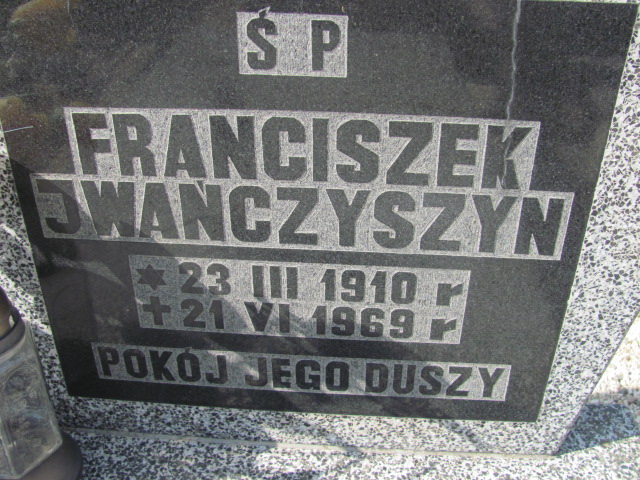 Ś P
FRANCISZEK
JWAŃCZYSZYN
✶ 23 III 1910 r
✝ 21 VI 1969 r
POKÓJ JEGO DUSZY